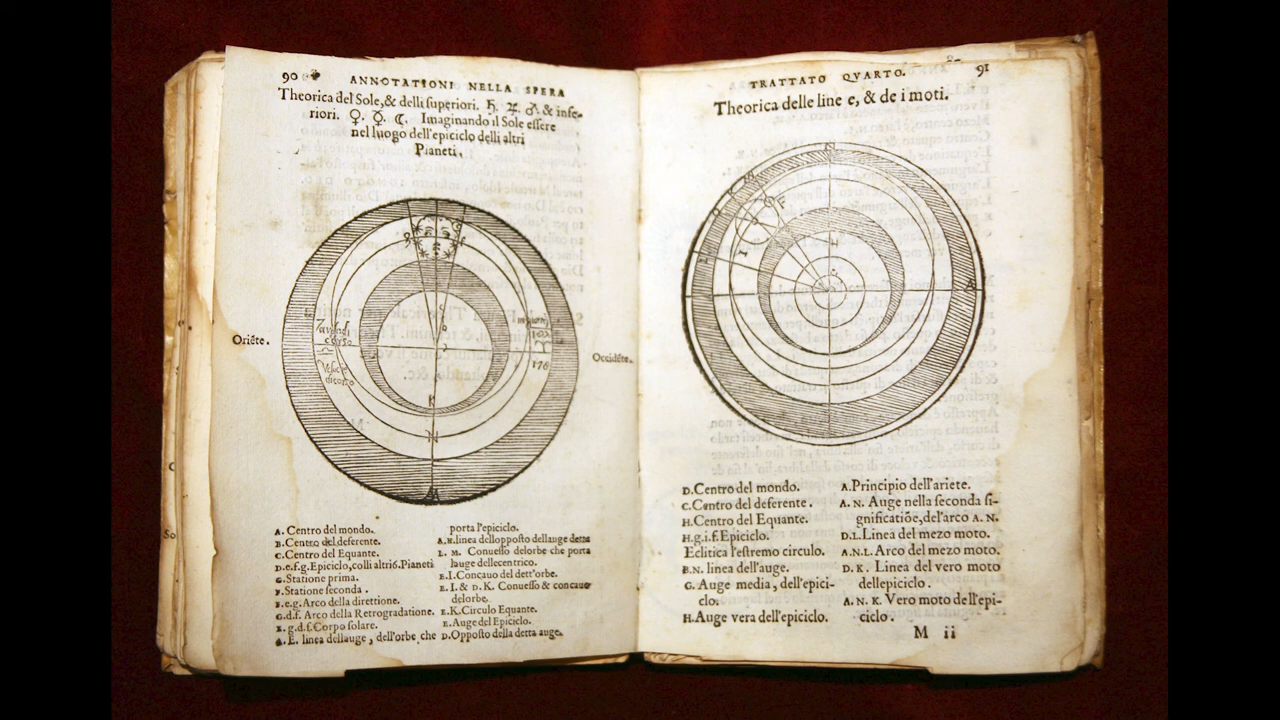 90
ANNOTATIONI NELLA SPERA
Theorica del Sole, & delli superiori. ♄. ♃. ♂ & infe-
riori. ♀. ☿. ☾. Imaginando il Sole essere
nel luogo dell'epiciclo delli altri
Pianeti.
Oriẽte.
Occidẽte.
A. Centro del mondo.
B. Centro del deferente.
C. Centro del Equante.
D.e.f.g. Epiciclo, colli altri 6. Pianeti
G. Statione prima.
F. Statione seconda.
F.e.g. Arco della direttione.
G.d.f. Arco della Retrogradatione.
E.g.d.f. Corpo solare.
A.E. linea dellauge, dell'orbe, che
porta l'epiciclo.
A.H. linea dellopposto dellauge detta
L. M. Conuesso delorbe che porta
lauge delleccentrico.
E.I. Concauo del dett'orbe.
E.I. & D.K. Conuesso & concauo
delorbe.
E.K. Circulo Equante.
E. Auge del Epiciclo.
D. Opposto della detta auge.
TRATTATO QVARTO.
91
Theorica delle line e, & de i moti.
D. Centro del mondo.
C. Centro del deferente.
H. Centro del Equante.
H.g.i.f. Epiciclo.
Eclitica l'estremo circulo.
B.N. linea dell'auge.
G. Auge media, dell'epici-
clo.
H. Auge vera dell'epiciclo.
A. Principio dell'ariete.
A. N. Auge nella seconda si-
gnificatiõe, del'arco A. N.
D.L. Linea del mezo moto.
A.N.L. Arco del mezo moto.
D. K. Linea del vero moto
dellepiciclo.
A. N. K. Vero moto dell'epi-
ciclo.
M ii